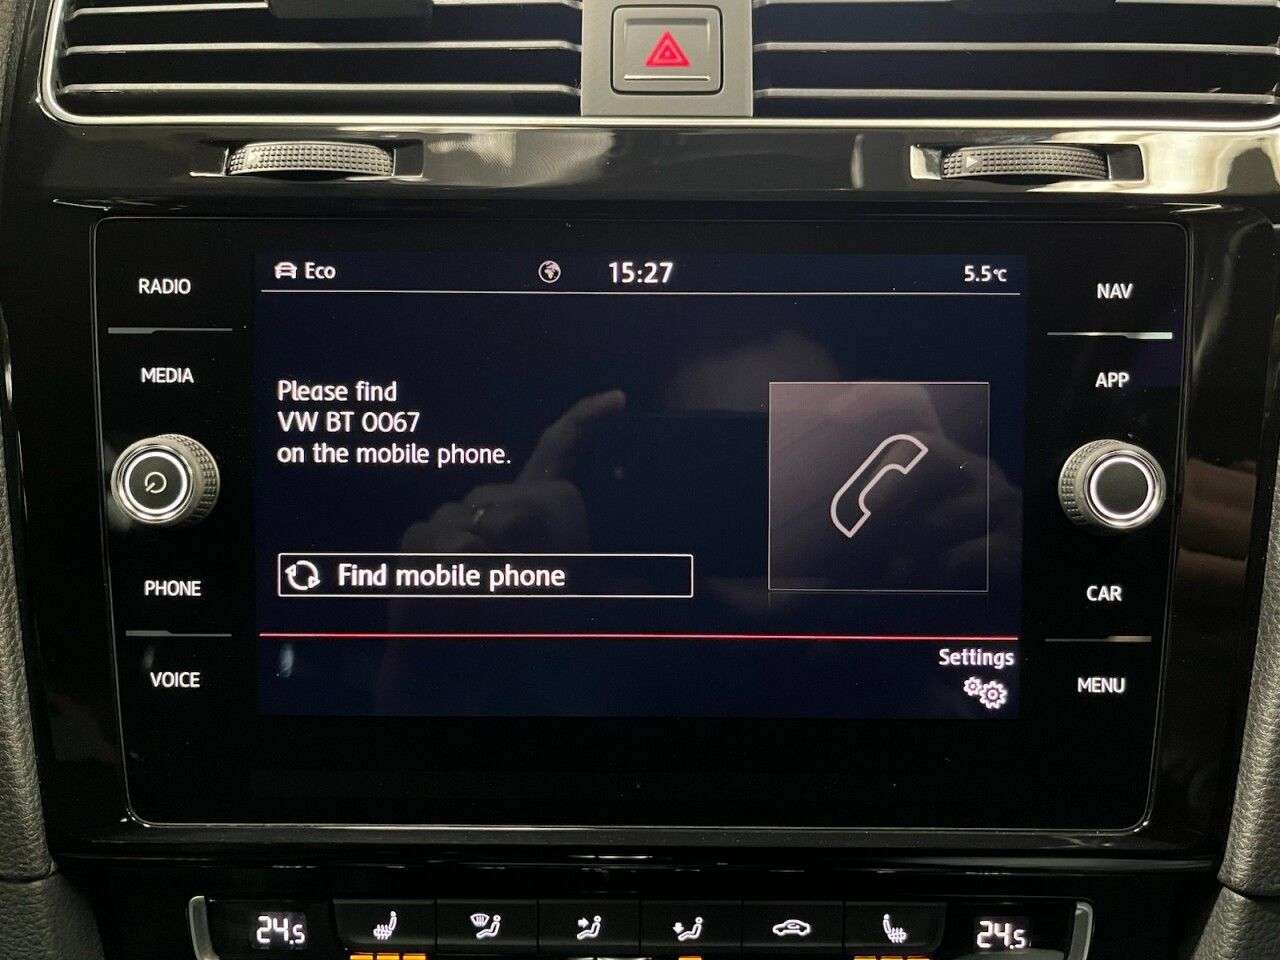 Eco 15:27 5.5°C
RADIO
NAV
MEDIA
APP
Please find
VW BT 0067
on the mobile phone.
Find mobile phone
PHONE
CAR
Settings
VOICE
MENU
24.5
24.5